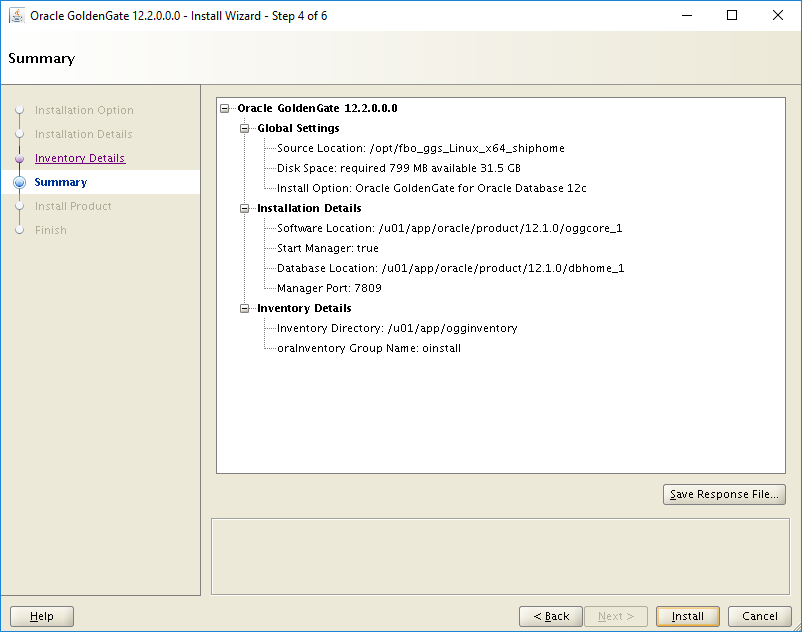 Oracle GoldenGate 12.2.0.0.0 - Install Wizard - Step 4 of 6
Summary
Installation Option
Installation Details
Inventory Details
Summary
Install Product
Finish
Oracle GoldenGate 12.2.0.0.0
Global Settings
Source Location: /opt/fbo_ggs_Linux_x64_shiphome
Disk Space: required 799 MB available 31.5 GB
Install Option: Oracle GoldenGate for Oracle Database 12c
Installation Details
Software Location: /u01/app/oracle/product/12.1.0/oggcore_1
Start Manager: true
Database Location: /u01/app/oracle/product/12.1.0/dbhome_1
Manager Port: 7809
Inventory Details
Inventory Directory: /u01/app/ogginventory
oraInventory Group Name: oinstall
Save Response File...
Help
< Back
Next >
Install
Cancel